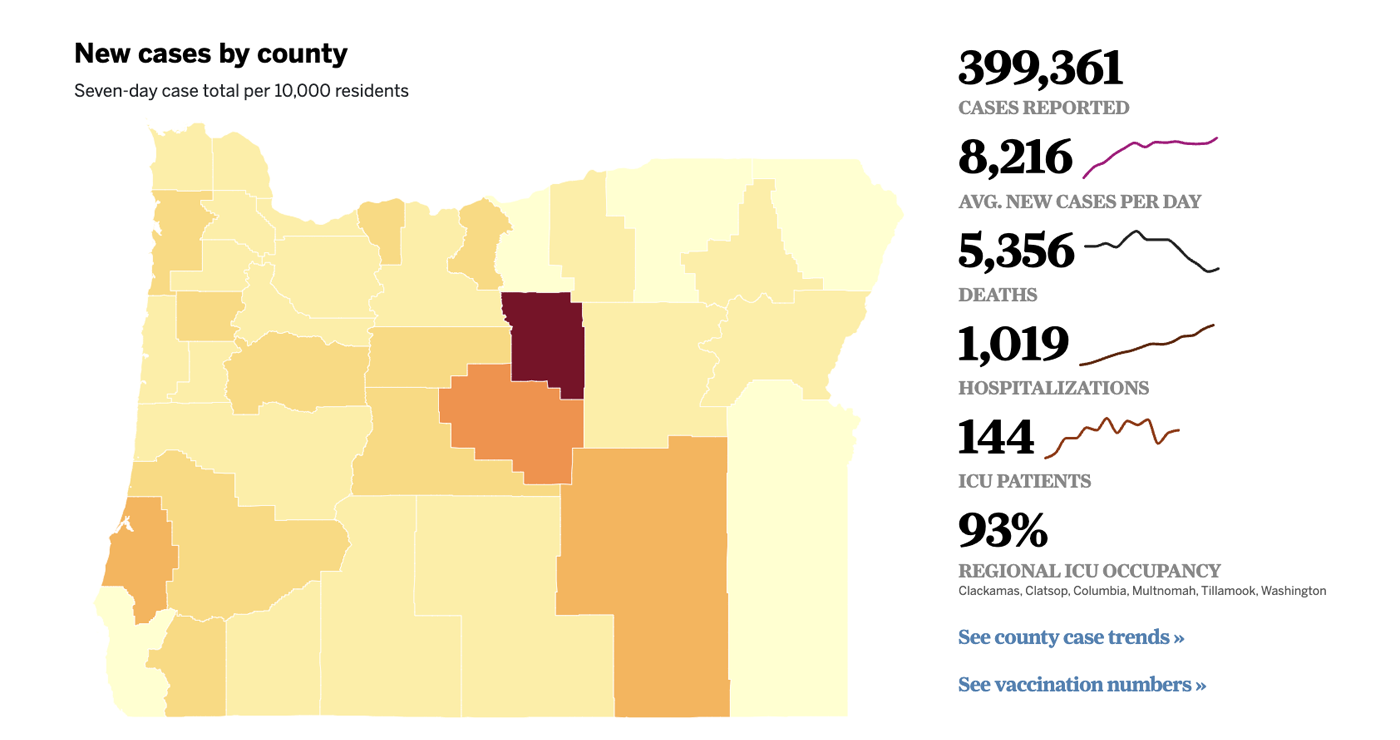 New cases by county
Seven-day case total per 10,000 residents
399,361
CASES REPORTED
8,216
AVG. NEW CASES PER DAY
5,356
DEATHS
1,019
HOSPITALIZATIONS
144
ICU PATIENTS
93%
REGIONAL ICU OCCUPANCY
Clackamas, Clatsop, Columbia, Multnomah, Tillamook, Washington
See county case trends »
See vaccination numbers »